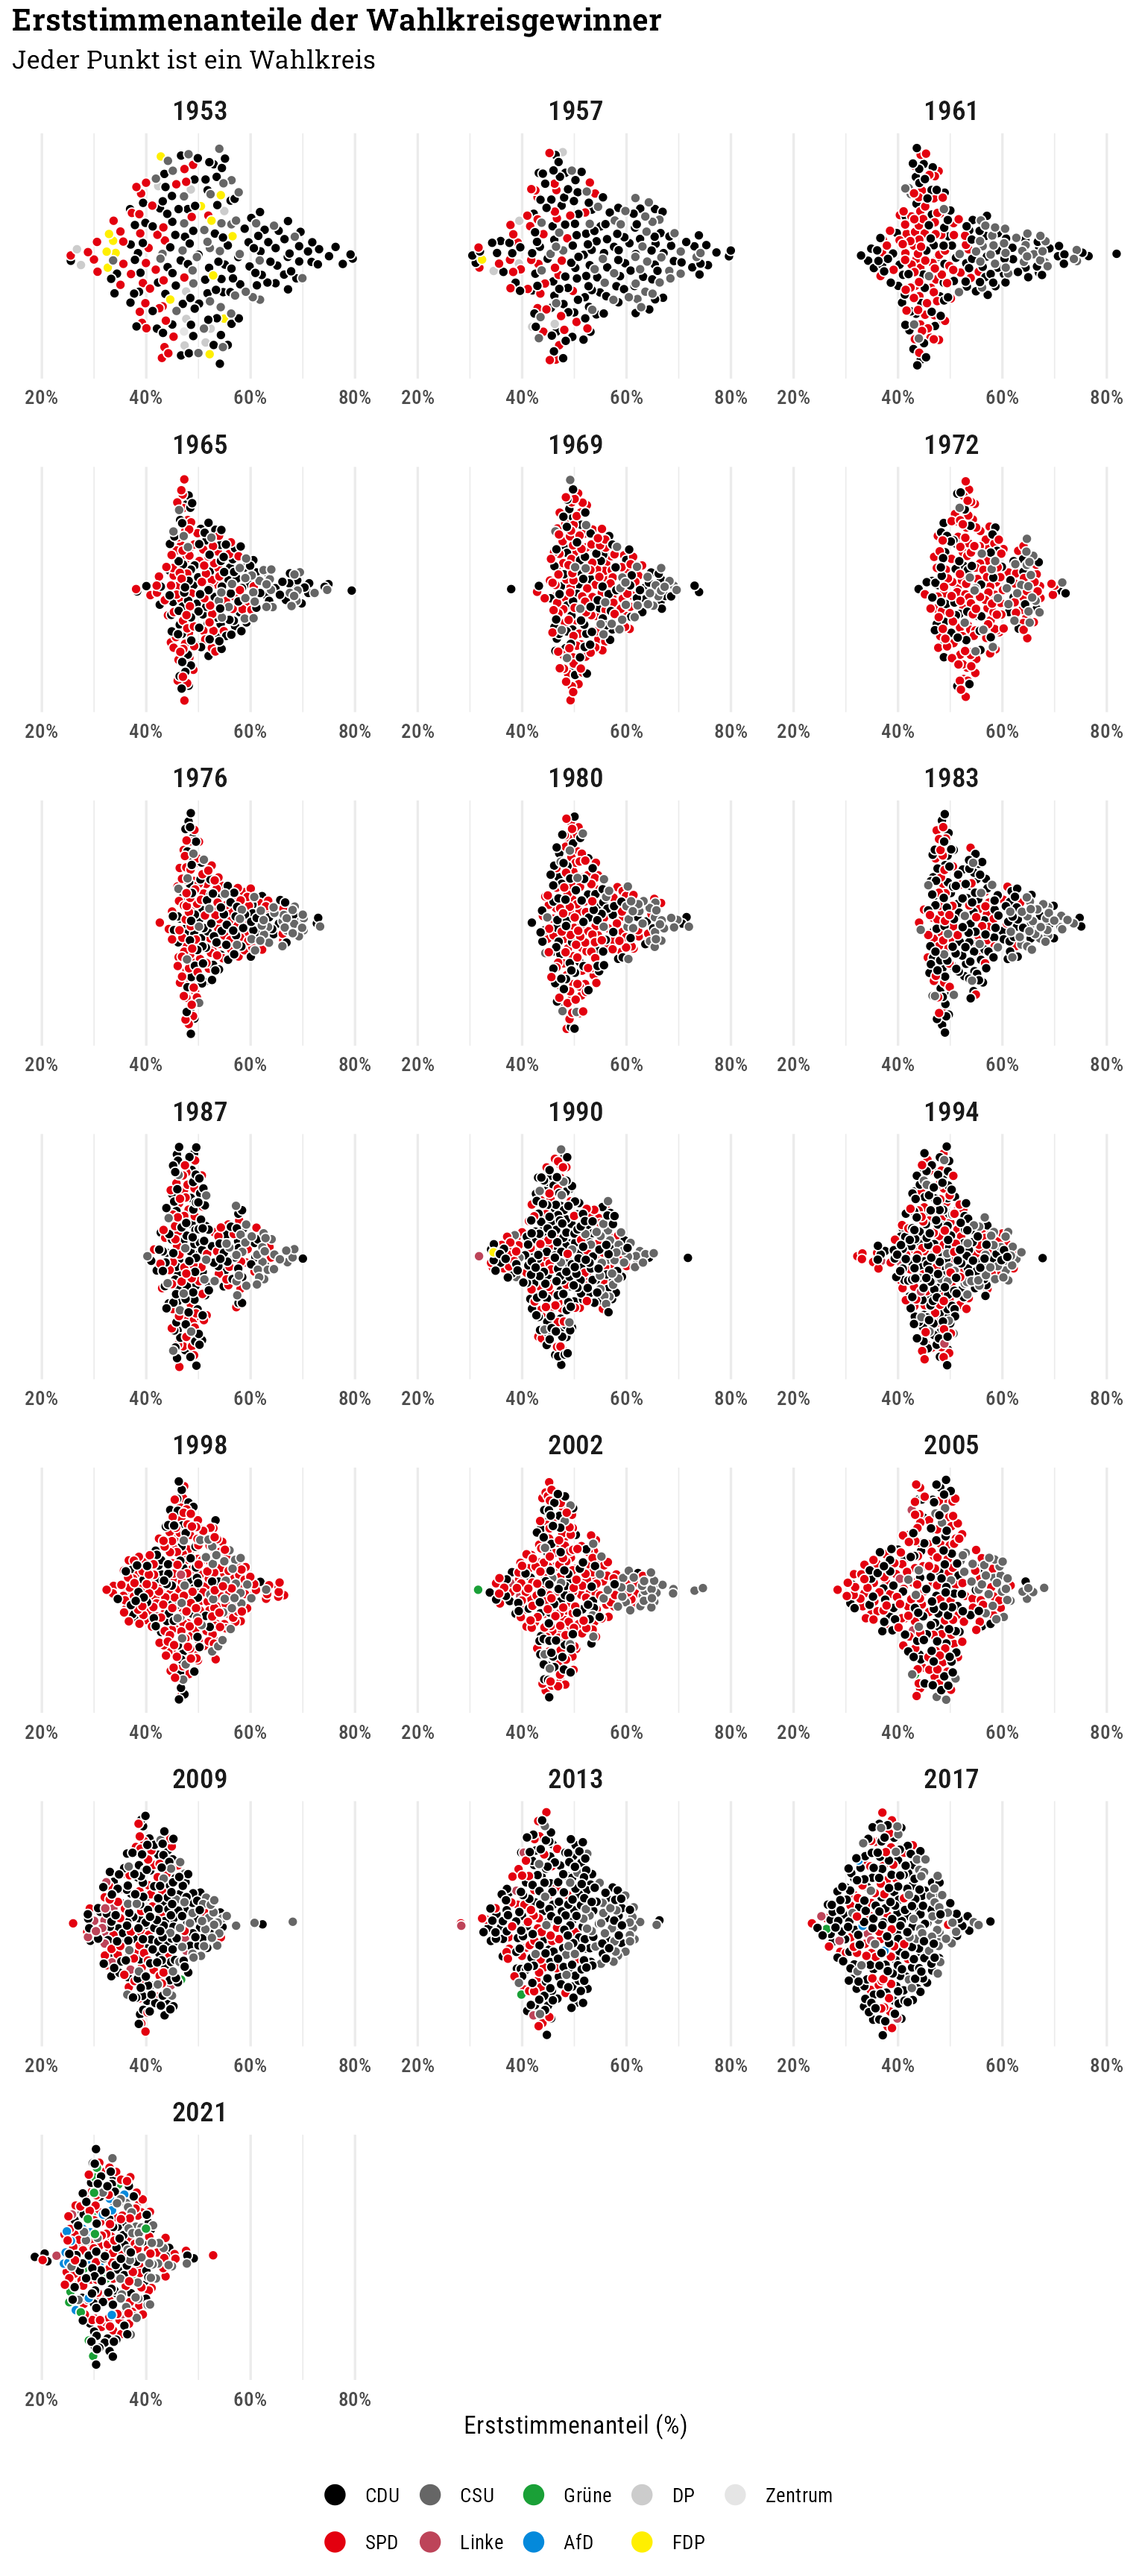 Erststimmenanteile der Wahlkreisgewinner
Jeder Punkt ist ein Wahlkreis
1953 1957 1961
20% 40% 60% 80% 20% 40% 60% 80% 20% 40% 60% 80%
1965 1969 1972
20% 40% 60% 80% 20% 40% 60% 80% 20% 40% 60% 80%
1976 1980 1983
20% 40% 60% 80% 20% 40% 60% 80% 20% 40% 60% 80%
1987 1990 1994
20% 40% 60% 80% 20% 40% 60% 80% 20% 40% 60% 80%
1998 2002 2005
20% 40% 60% 80% 20% 40% 60% 80% 20% 40% 60% 80%
2009 2013 2017
20% 40% 60% 80% 20% 40% 60% 80% 20% 40% 60% 80%
2021
20% 40% 60% 80%
Erststimmenanteil (%)
CDU CSU Grüne DP Zentrum
SPD Linke AfD FDP